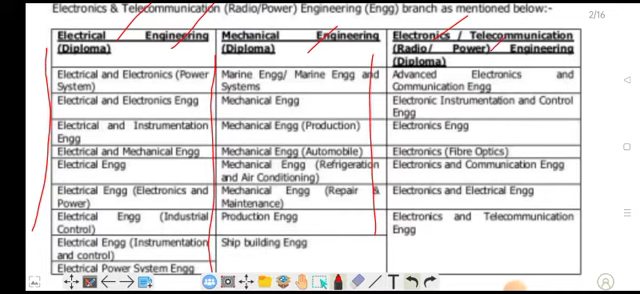 Electronics & Telecommunication (Radio/Power) Engineering (Engg) branch as mentioned below:-
2/16
Electrical Engineering (Diploma)
Mechanical Engineering (Diploma)
Electronics / Telecommunication (Radio/ Power) Engineering (Diploma)
Electrical and Electronics (Power System)
Marine Engg/ Marine Engg and Systems
Advanced Electronics and Communication Engg
Electrical and Electronics Engg
Mechanical Engg
Electronic Instrumentation and Control Engg
Electrical and Instrumentation Engg
Mechanical Engg (Production)
Electronics Engg
Electrical and Mechanical Engg
Mechanical Engg (Automobile)
Electronics (Fibre Optics)
Electrical Engg
Mechanical Engg (Refrigeration and Air Conditioning)
Electronics and Communication Engg
Electrical Engg (Electronics and Power)
Mechanical Engg (Repair & Maintenance)
Electronics and Electrical Engg
Electrical Engg (Industrial Control)
Production Engg
Electronics and Telecommunication Engg
Electrical Engg (Instrumentation and control)
Ship building Engg
Electrical Power System Engg
T